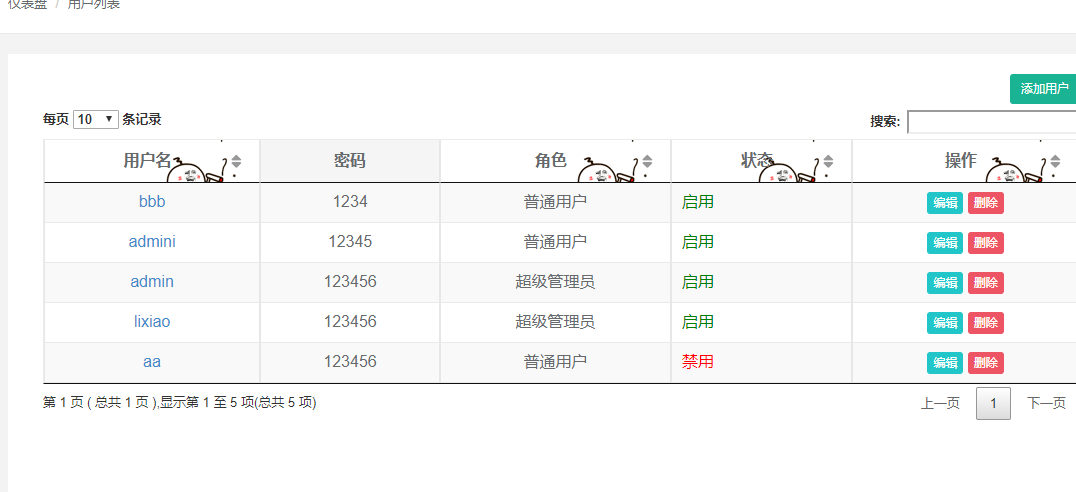 仪表盘 / 用户列表
添加用户
每页 10 条记录
搜索:
用户名 密码 角色 状态 操作
bbb 1234 普通用户 启用 编辑 删除
admini 12345 普通用户 启用 编辑 删除
admin 123456 超级管理员 启用 编辑 删除
lixiao 123456 超级管理员 启用 编辑 删除
aa 123456 普通用户 禁用 编辑 删除
第 1 页 ( 总共 1 页 ),显示第 1 至 5 项(总共 5 项)
上一页 1 下一页